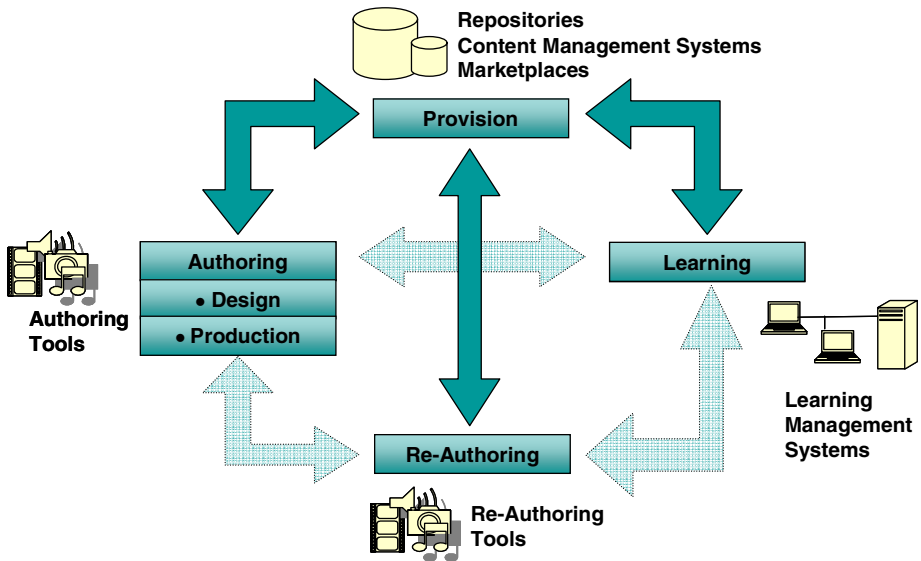 Repositories
Content Management Systems
Marketplaces
Provision
Authoring
• Design
• Production
Learning
Authoring
Tools
Learning
Management
Systems
Re-Authoring
Re-Authoring
Tools